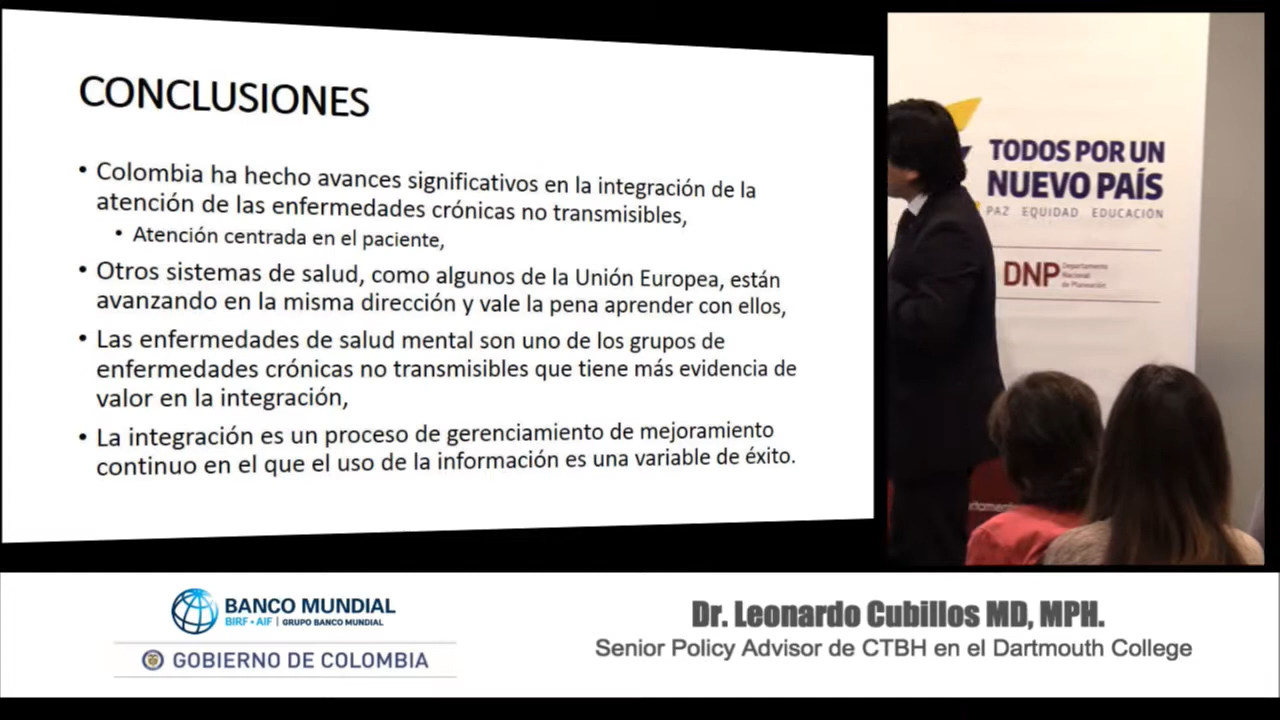 CONCLUSIONES
• Colombia ha hecho avances significativos en la integración de la
atención de las enfermedades crónicas no transmisibles,
• Atención centrada en el paciente,
• Otros sistemas de salud, como algunos de la Unión Europea, están
avanzando en la misma dirección y vale la pena aprender con ellos,
• Las enfermedades de salud mental son uno de los grupos de
enfermedades crónicas no transmisibles que tiene más evidencia de
valor en la integración,
• La integración es un proceso de gerenciamiento de mejoramiento
continuo en el que el uso de la información es una variable de éxito.
TODOS POR UN
NUEVO PAÍS
PAZ EQUIDAD EDUCACIÓN
DNP
Departamento
Nacional
de Planeación
BANCO MUNDIAL
BIRF • AIF | GRUPO BANCO MUNDIAL
GOBIERNO DE COLOMBIA
Dr. Leonardo Cubillos MD, MPH.
Senior Policy Advisor de CTBH en el Dartmouth College